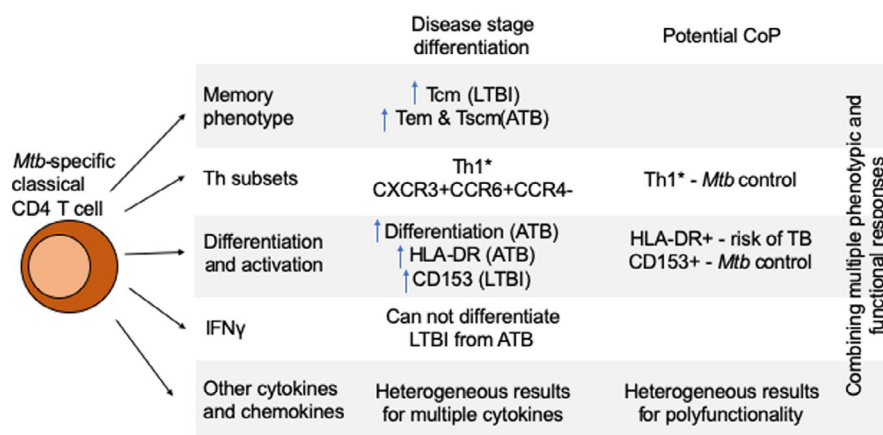 Disease stage
differentiation
Potential CoP
Mtb-specific
classical
CD4 T cell
Memory
phenotype
↑ Tcm (LTBI)
↑ Tem & Tscm(ATB)
Th subsets
Th1*
CXCR3+CCR6+CCR4-
Th1* - Mtb control
Differentiation
and activation
↑Differentiation (ATB)
↑HLA-DR (ATB)
↑CD153 (LTBI)
HLA-DR+ - risk of TB
CD153+ - Mtb control
IFNγ
Can not differentiate
LTBI from ATB
Other cytokines
and chemokines
Heterogeneous results
for multiple cytokines
Heterogeneous results
for polyfunctionality
Combining multiple phenotypic and
functional responses